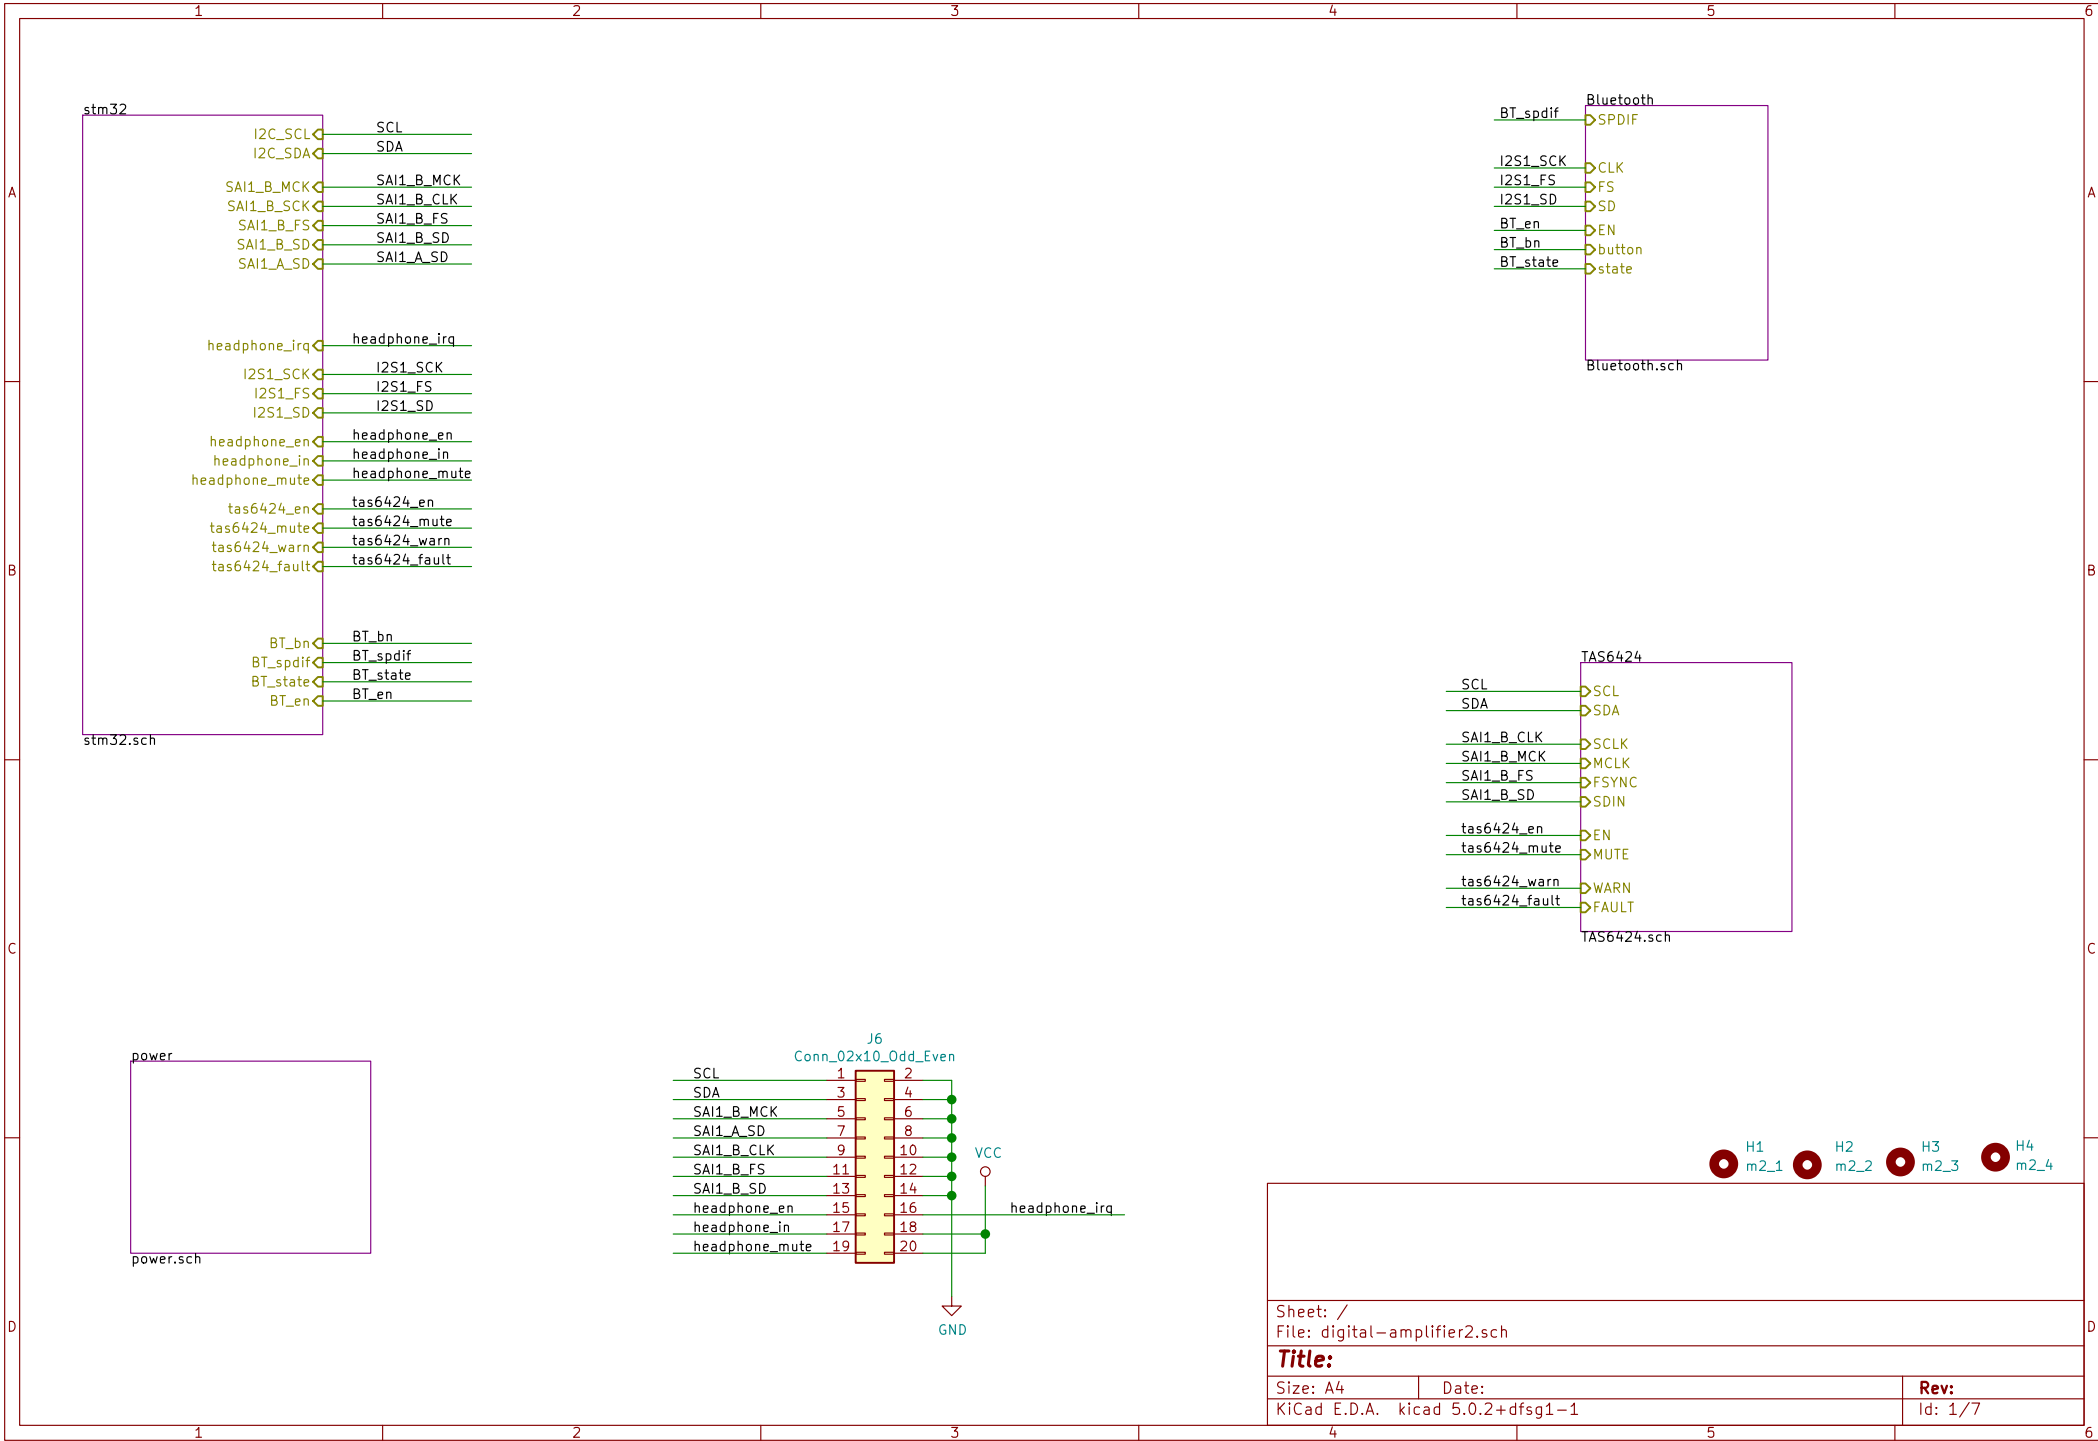 1 2 3 4 5 6
A A
B B
C C
D D
1 2 3 4 5 6
stm32
I2C_SCL SCL
I2C_SDA SDA
SAI1_B_MCK SAI1_B_MCK
SAI1_B_SCK SAI1_B_CLK
SAI1_B_FS SAI1_B_FS
SAI1_B_SD SAI1_B_SD
SAI1_A_SD SAI1_A_SD
headphone_irq headphone_irq
I2S1_SCK I2S1_SCK
I2S1_FS I2S1_FS
I2S1_SD I2S1_SD
headphone_en headphone_en
headphone_in headphone_in
headphone_mute headphone_mute
tas6424_en tas6424_en
tas6424_mute tas6424_mute
tas6424_warn tas6424_warn
tas6424_fault tas6424_fault
BT_bn BT_bn
BT_spdif BT_spdif
BT_state BT_state
BT_en BT_en
stm32.sch
Bluetooth
BT_spdif SPDIF
I2S1_SCK CLK
I2S1_FS FS
I2S1_SD SD
BT_en EN
BT_bn button
BT_state state
Bluetooth.sch
TAS6424
SCL SCL
SDA SDA
SAI1_B_CLK SCLK
SAI1_B_MCK MCLK
SAI1_B_FS FSYNC
SAI1_B_SD SDIN
tas6424_en EN
tas6424_mute MUTE
tas6424_warn WARN
tas6424_fault FAULT
TAS6424.sch
power
power.sch
J6
Conn_02x10_Odd_Even
SCL 1 2
SDA 3 4
SAI1_B_MCK 5 6
SAI1_A_SD 7 8
SAI1_B_CLK 9 10
SAI1_B_FS 11 12
SAI1_B_SD 13 14
headphone_en 15 16 headphone_irq
headphone_in 17 18
headphone_mute 19 20
VCC
GND
H1
m2_1
H2
m2_2
H3
m2_3
H4
m2_4
Sheet: /
File: digital-amplifier2.sch
Title:
Size: A4 Date: Rev:
KiCad E.D.A. kicad 5.0.2+dfsg1-1 Id: 1/7